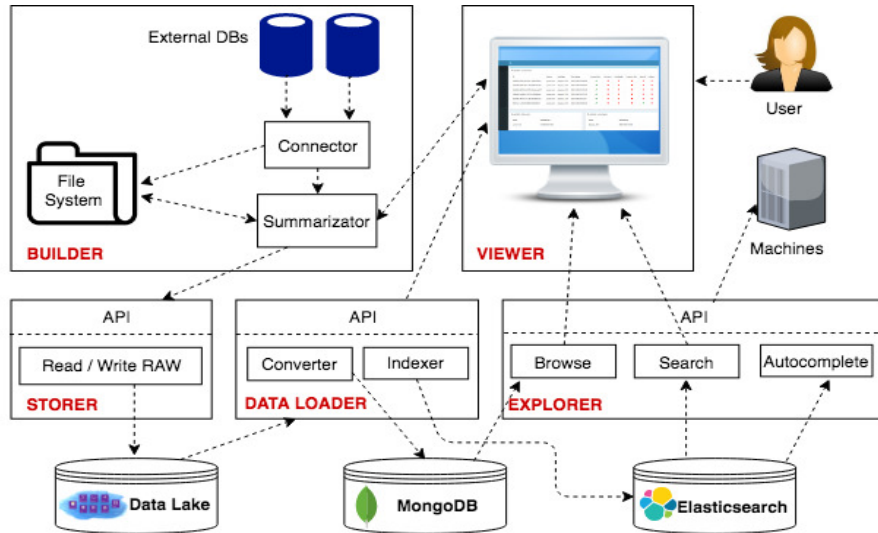 External DBs
Connector
File
System
Summarizator
BUILDER
VIEWER
User
Machines
API
Read / Write RAW
STORER
API
Converter
Indexer
DATA LOADER
API
Browse
Search
Autocomplete
EXPLORER
Data Lake
MongoDB
Elasticsearch